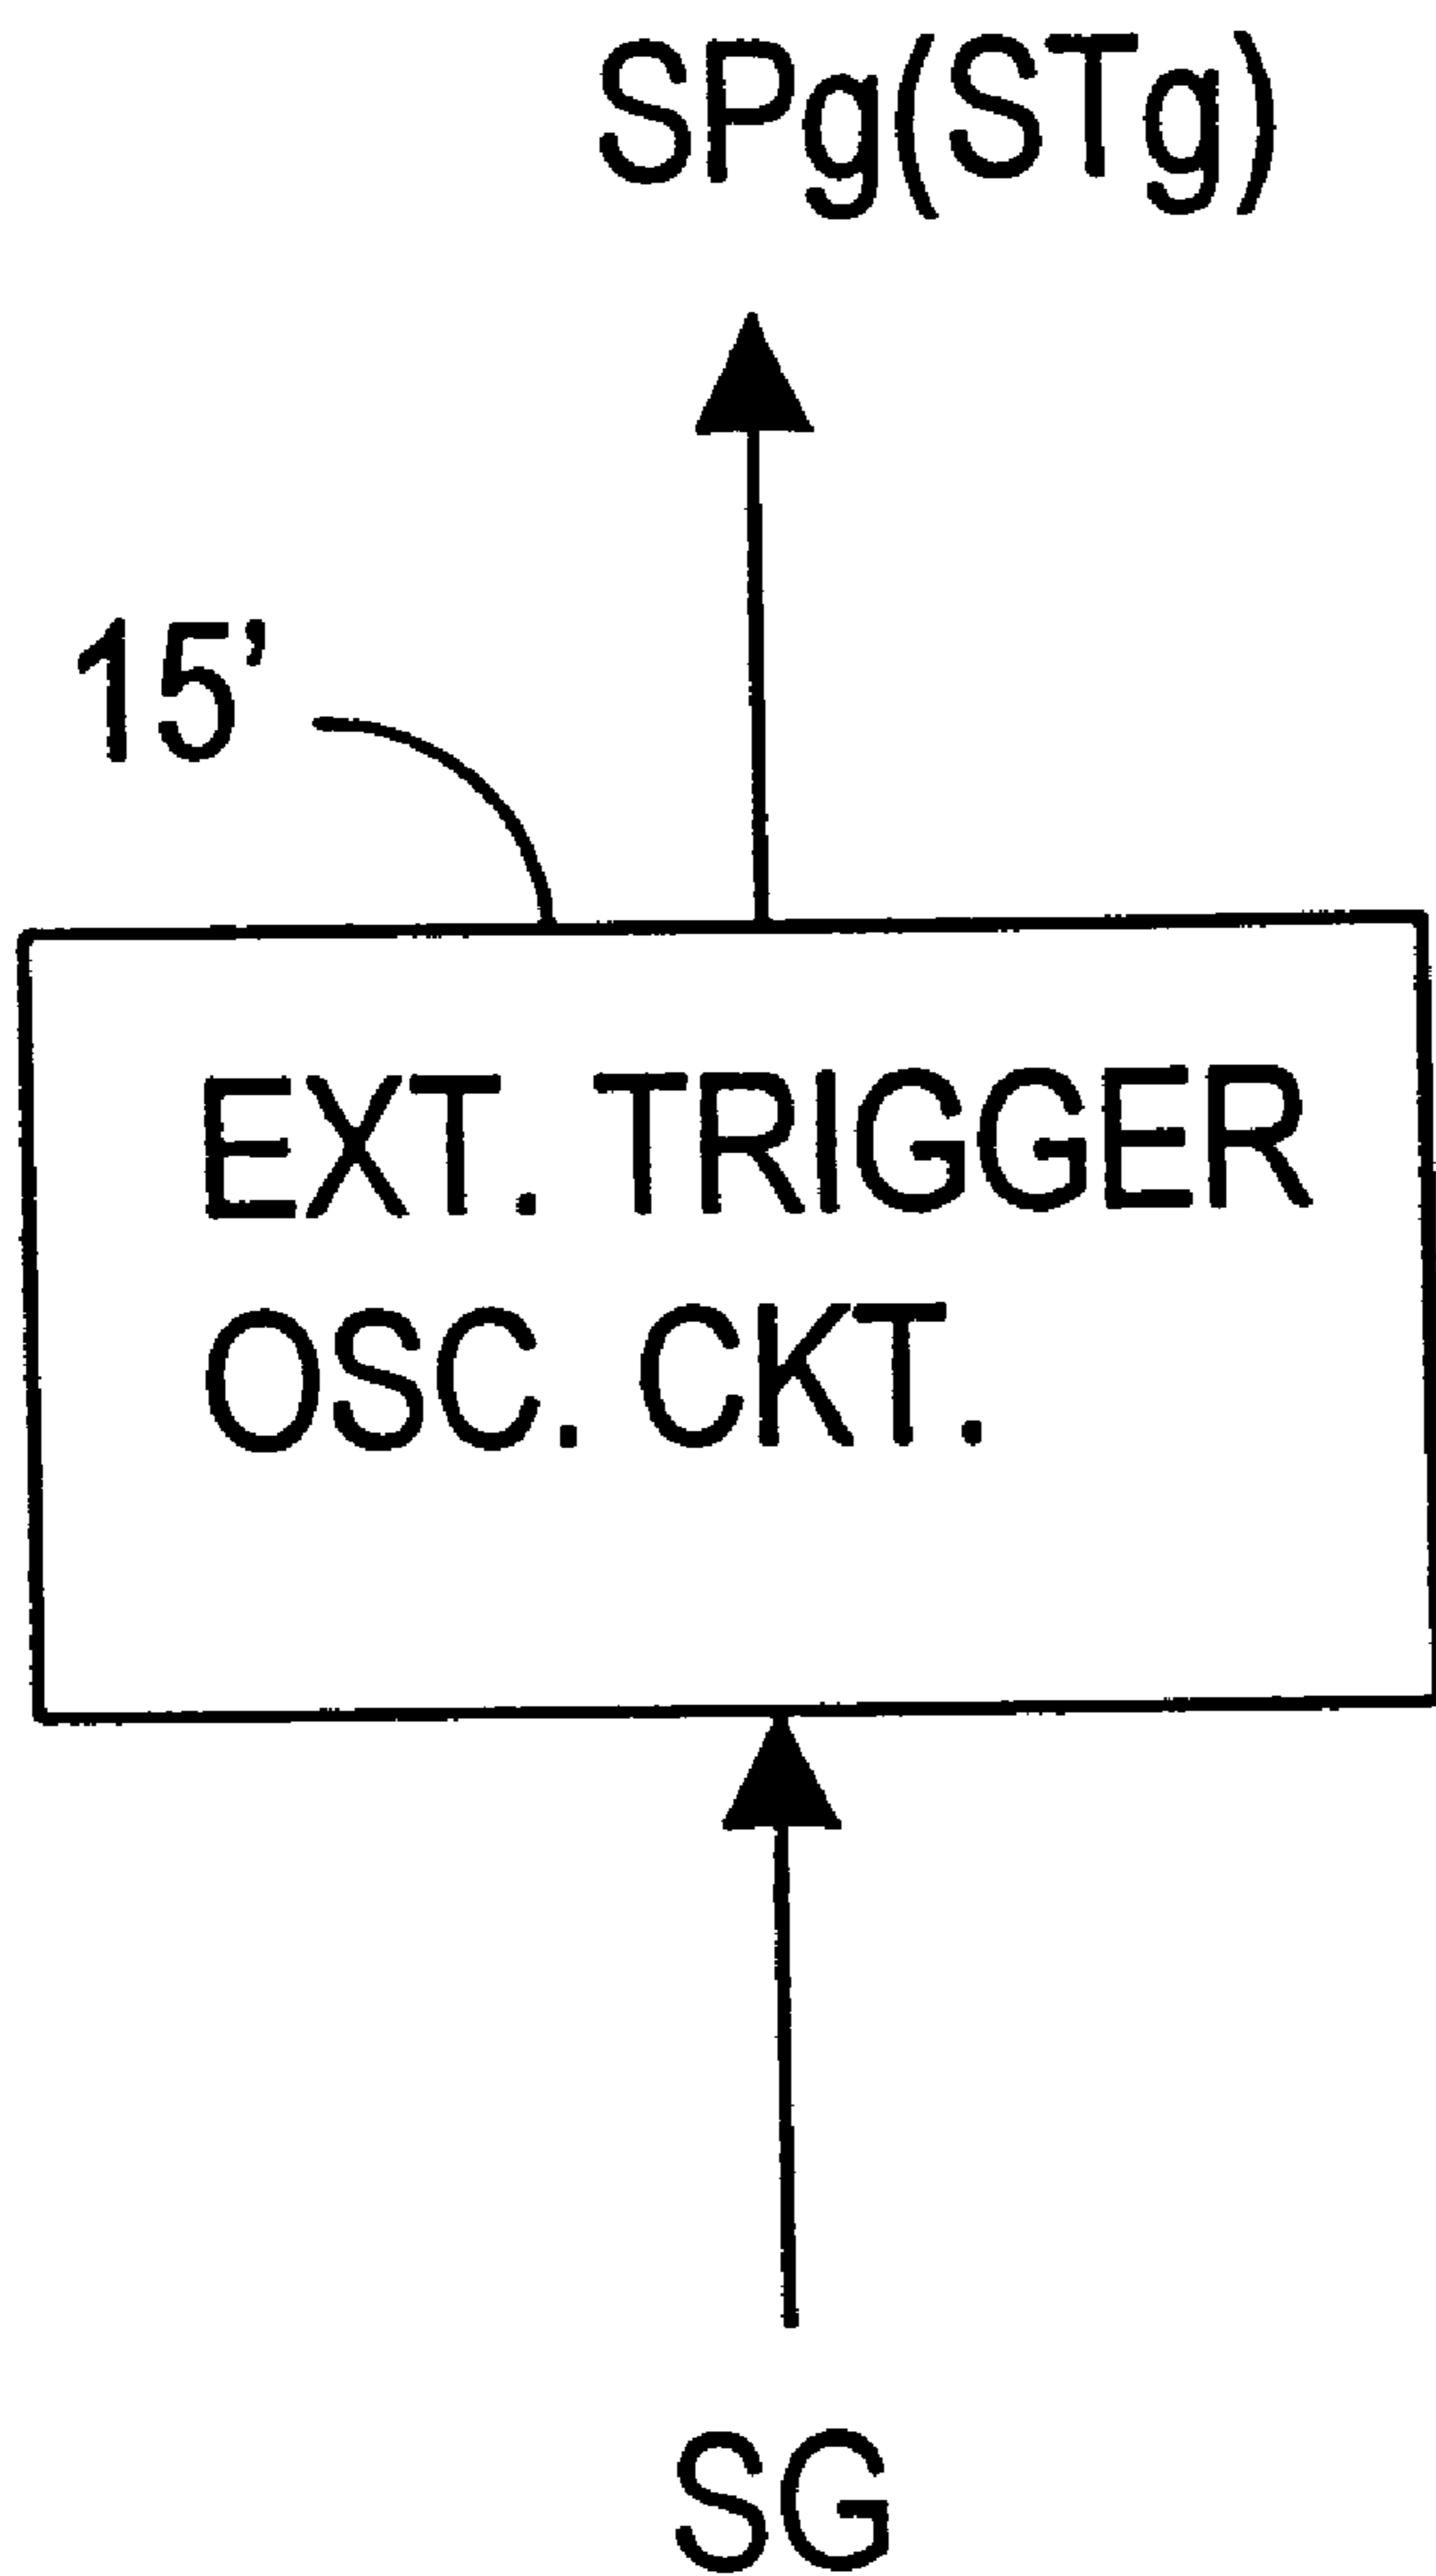 SPg(STg)
15’
EXT. TRIGGER
OSC. CKT.
SG